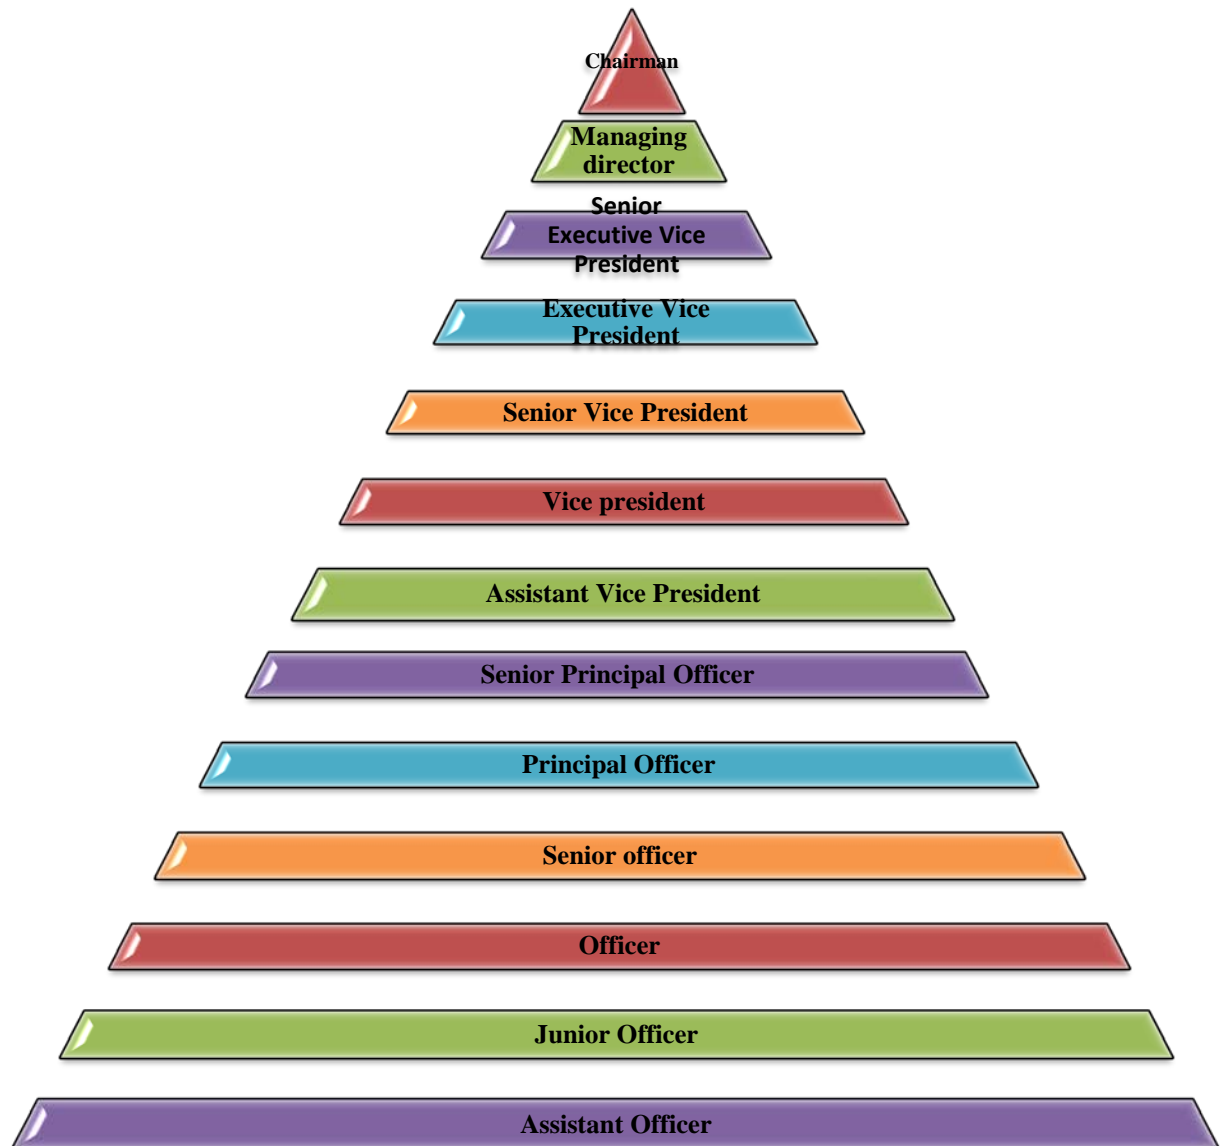 Chairman
Managing
director
Senior
Executive Vice
President
Executive Vice
President
Senior Vice President
Vice president
Assistant Vice President
Senior Principal Officer
Principal Officer
Senior officer
Officer
Junior Officer
Assistant Officer